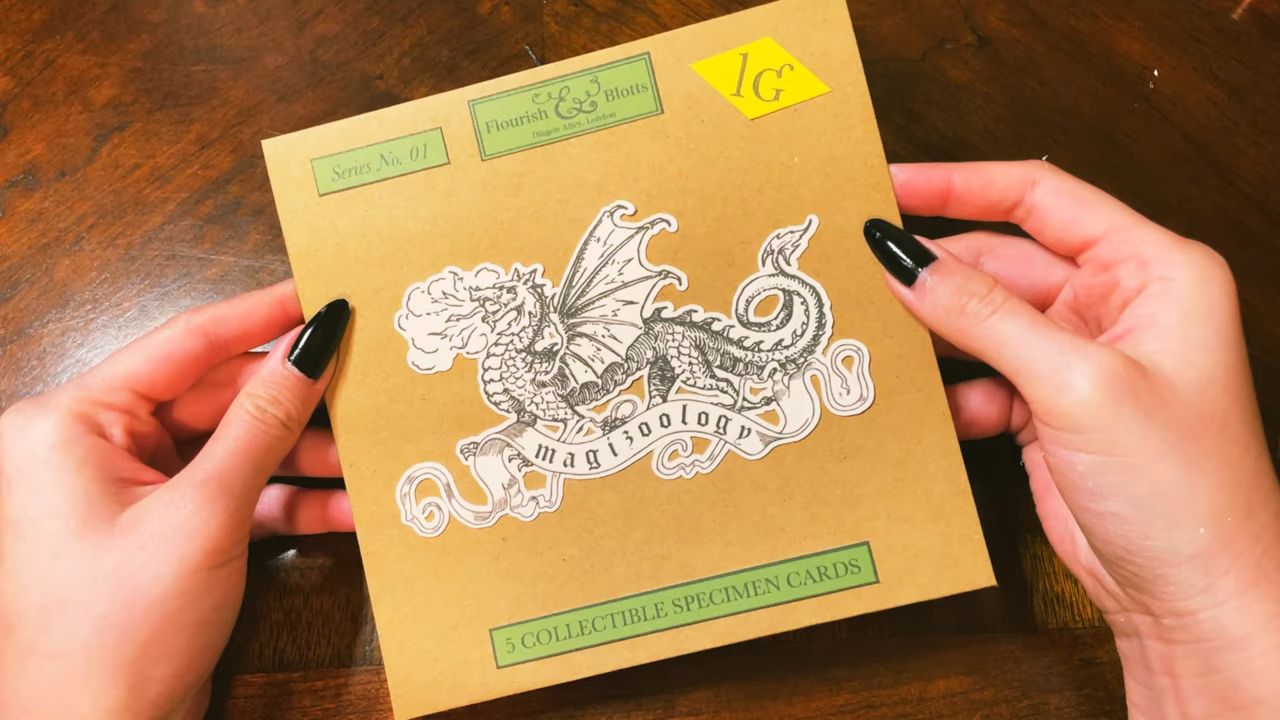 Series No. 01
Flourish & Blotts
Diagon Alley, London
1G
magizoology
5 COLLECTIBLE SPECIMEN CARDS